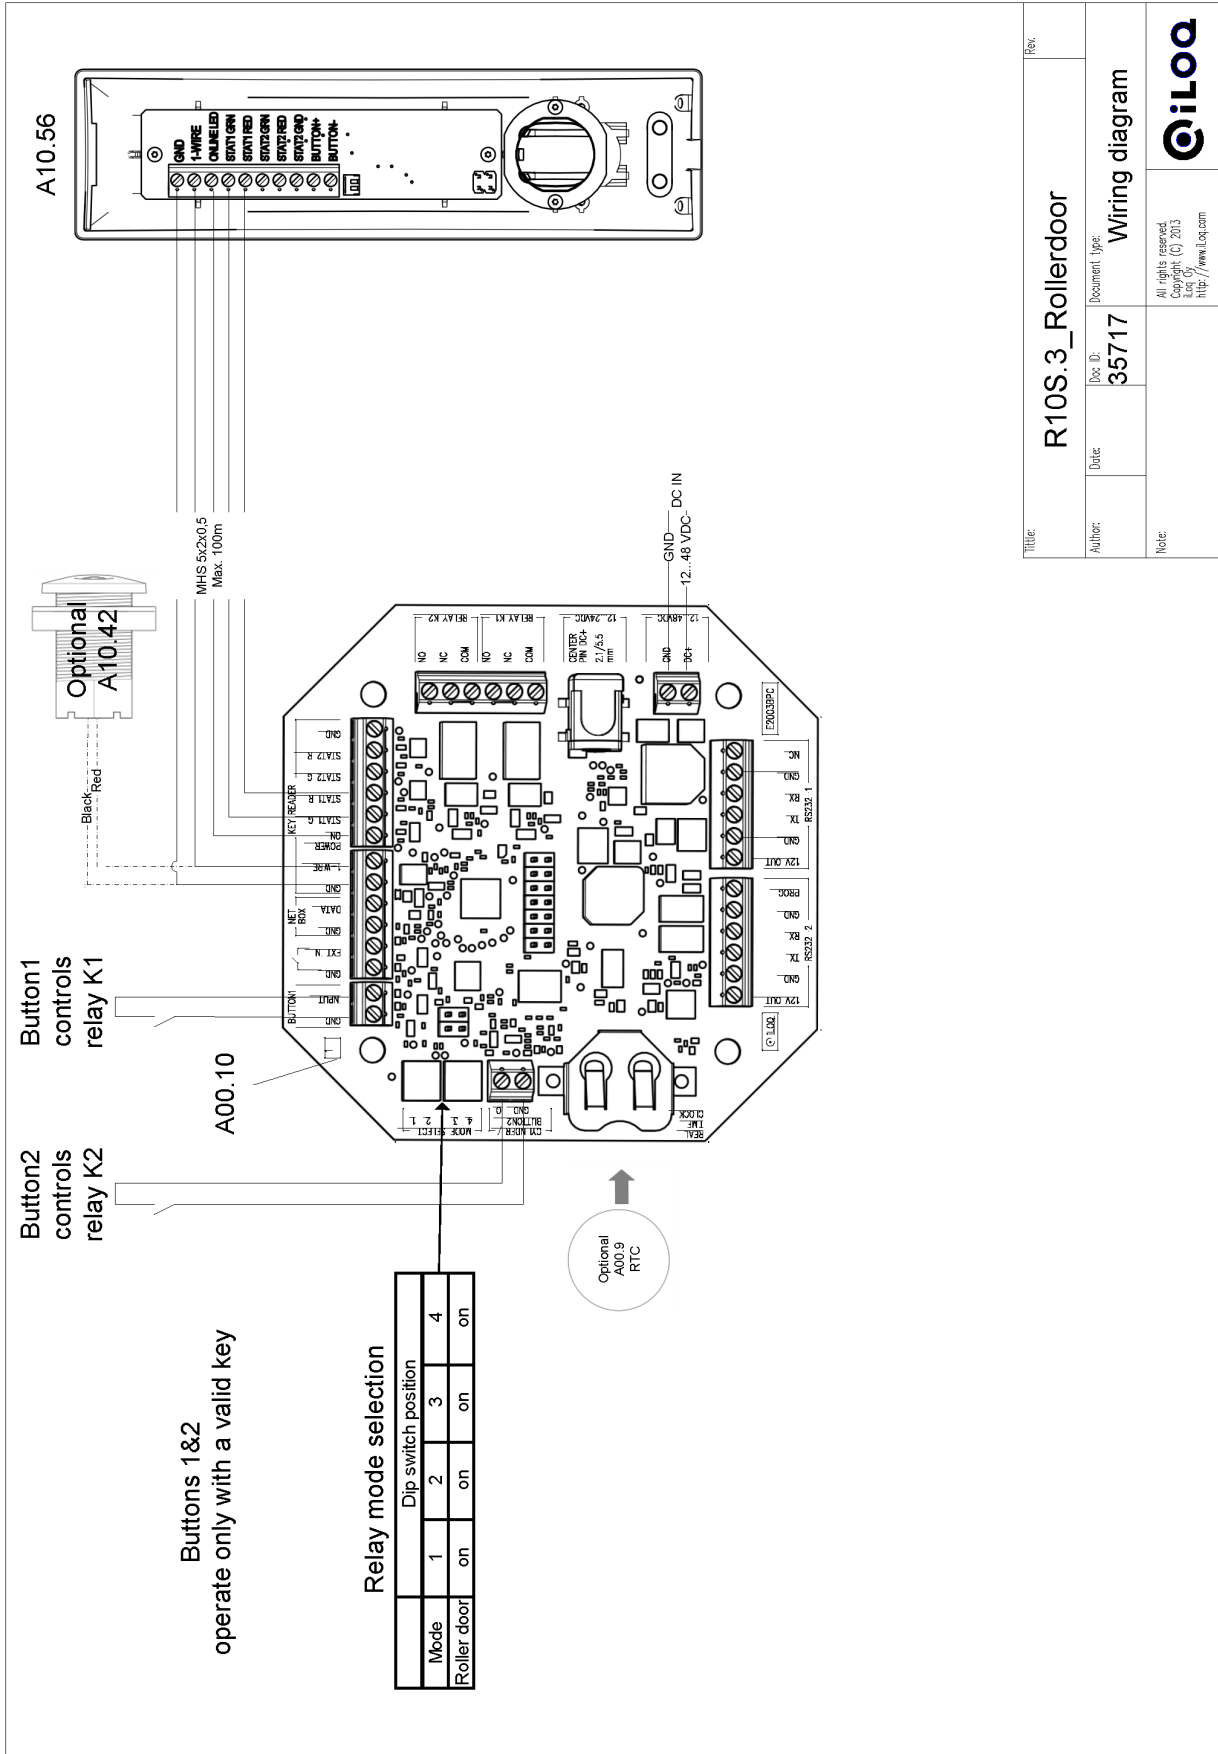 A10.56
GND
1-WIRE
ONLINE LED
STAT1 GRN
STAT1 RED
STAT2 GRN
STAT2 RED
STAT2 GND
BUTTON+
BUTTON-
MHS 5x2x0,5
Max. 100m
Optional
A10.42
Black
Red
Button1
controls
relay K1
Button2
controls
relay K2
A00.10
KEY READER
GND
STAT2 R
STAT2 G
STAT1 R
STAT1 G
ON
POWER
1-WIRE
GND
NET
BOX
DATA
GND
EXT IN
GND
BUTTON1
INPUT
GND
RELAY K2
NO
NC
COM
RELAY K1
NO
NC
COM
12...24VDC
CENTER
PIN DC+
2.1/5.5
mm
12...48VDC
GND
DC+
GND
DC IN
12...48 VDC
E2003BPC
RS232 1
NC
GND
RX
TX
GND
12V OUT
RS232 2
PROG
GND
RX
TX
GND
12V OUT
iLOQ
MODE SELECT
1 2 3 4
CYLINDER /
BUTTON2
GND
REAL
TIME
CLOCK
Optional
A00.9
RTC
Buttons 1&2
operate only with a valid key
Relay mode selection
Dip switch position
Mode 1 2 3 4
Roller door on on on on
Tittle:
R10S.3_Rollerdoor
Rev.
Author:
Date:
Doc ID:
35717
Document type:
Wiring diagram
Note:
All rights reserved.
Copyright (C) 2013
iLoq Oy
http://www.iLoq.com
iLOQ